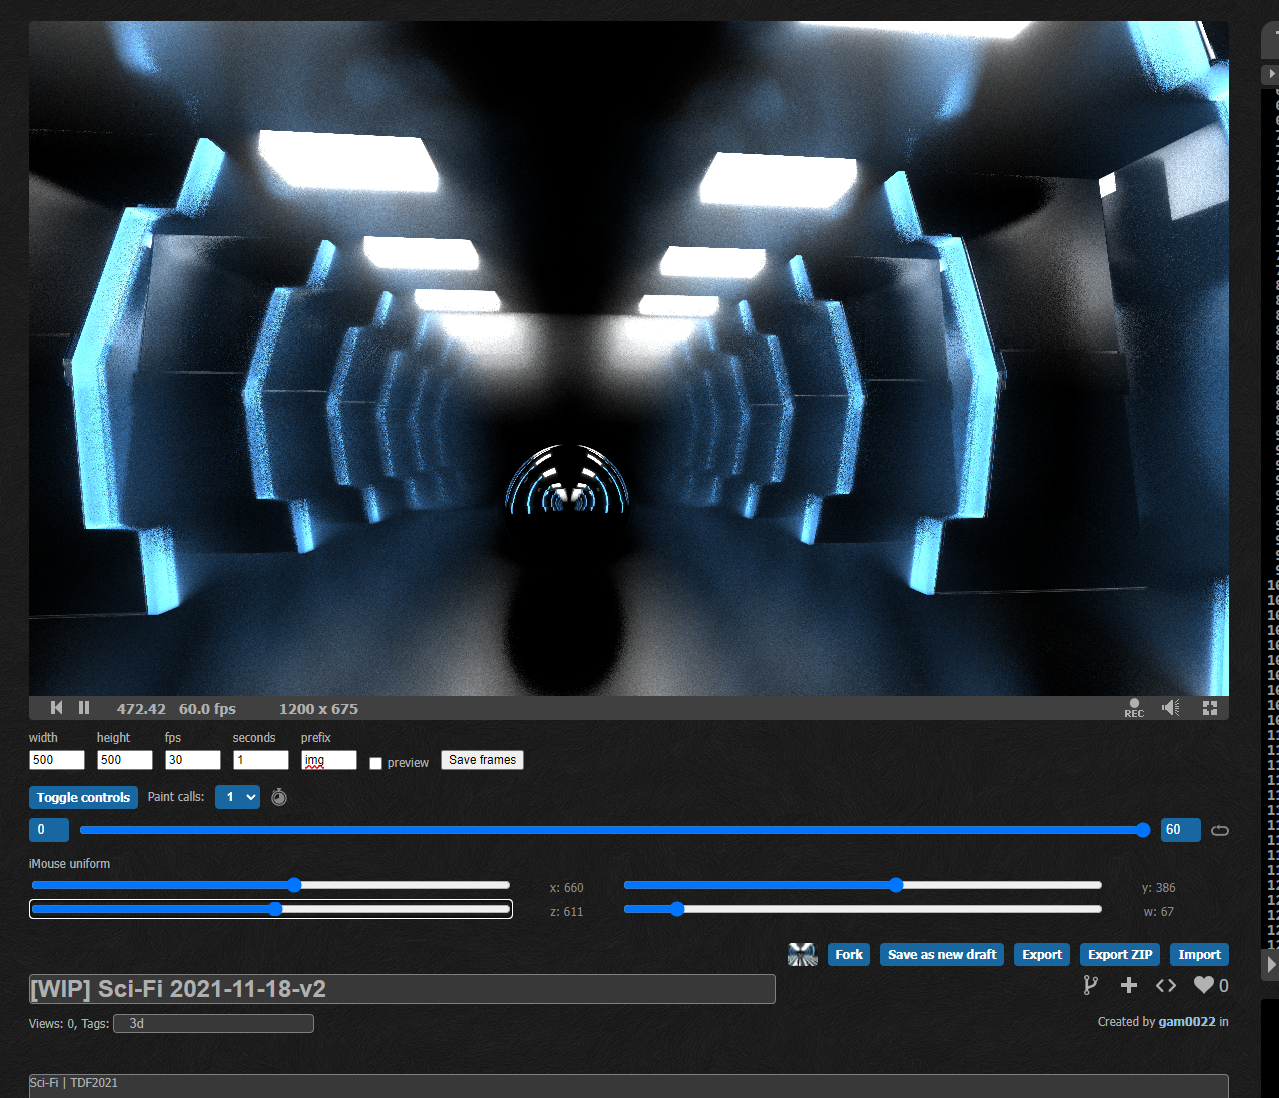 472.42 60.0 fps 1200 x 675 REC
width height fps seconds prefix
500 500 30 1 img preview Save frames
Toggle controls Paint calls: 1
0 60
iMouse uniform
x: 660 y: 386
z: 611 w: 67
Fork Save as new draft Export Export ZIP Import
[WIP] Sci-Fi 2021-11-18-v2 0
Views: 0, Tags: 3d Created by gam0022 in
Sci-Fi | TDF2021